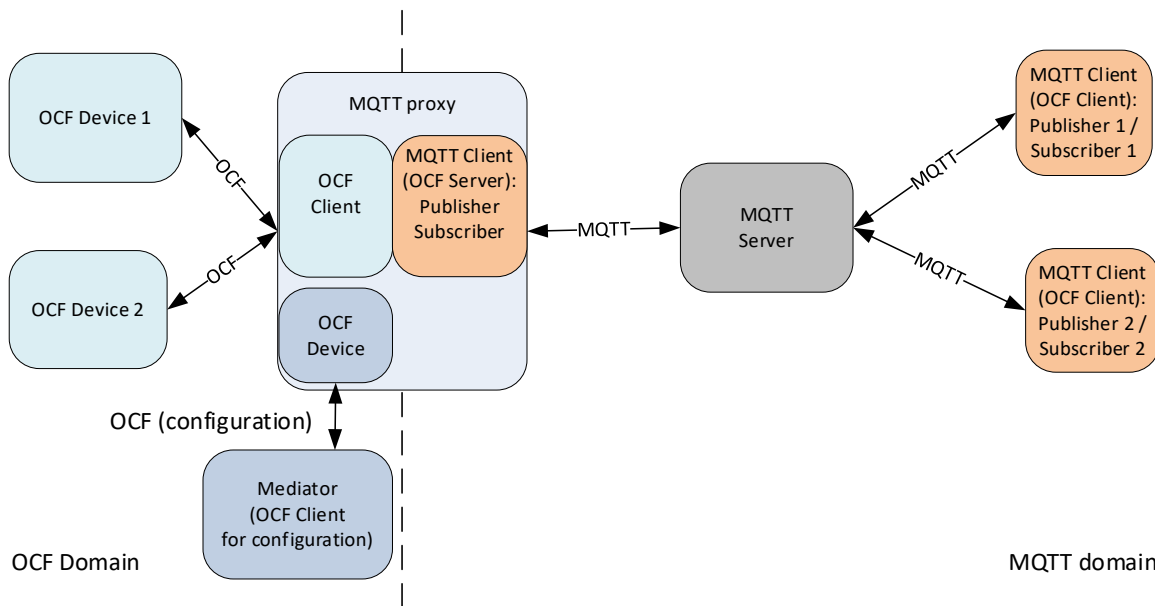 OCF Device 1
OCF
OCF Device 2
OCF
MQTT proxy
OCF
Client
MQTT Client
(OCF Server):
Publisher
Subscriber
OCF
Device
OCF (configuration)
Mediator
(OCF Client
for configuration)
MQTT
MQTT
Server
MQTT
MQTT
MQTT Client
(OCF Client):
Publisher 1 /
Subscriber 1
MQTT Client
(OCF Client):
Publisher 2 /
Subscriber 2
OCF Domain
MQTT domain